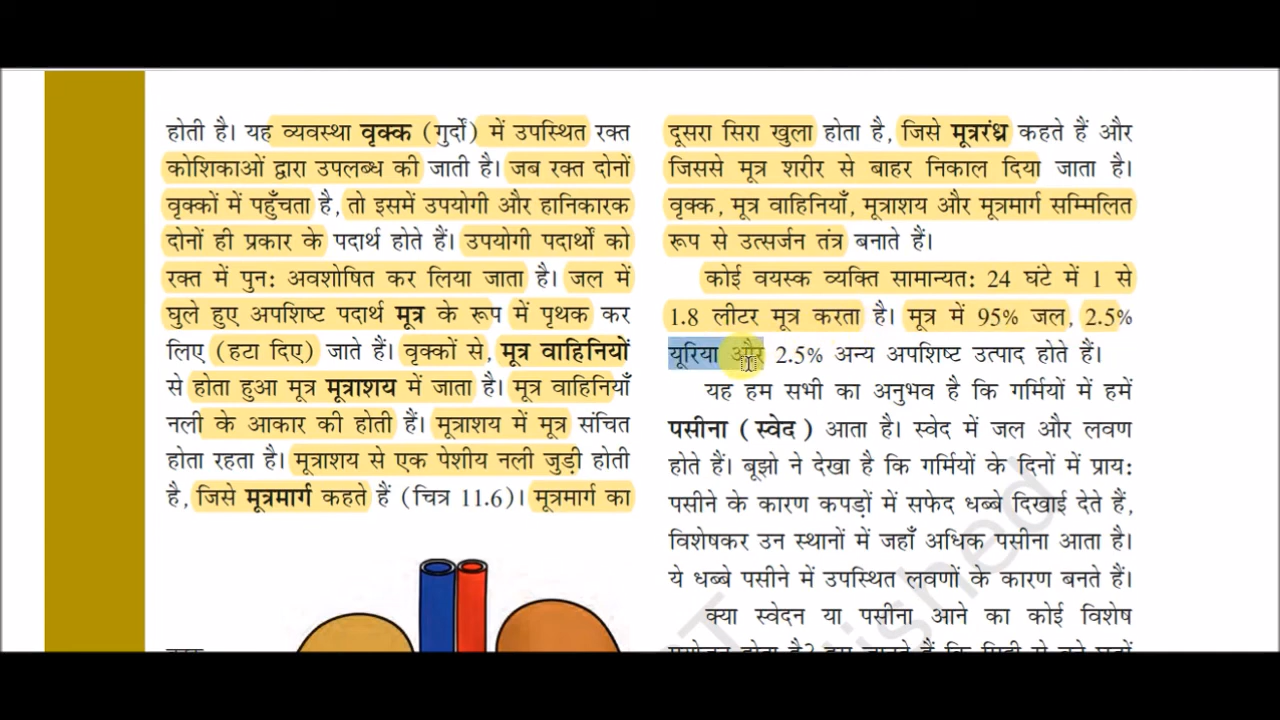 होती है। यह व्यवस्था वृक्क (गुर्दों) में उपस्थित रक्त
कोशिकाओं द्वारा उपलब्ध की जाती है। जब रक्त दोनों
वृक्कों में पहुँचता है, तो इसमें उपयोगी और हानिकारक
दोनों ही प्रकार के पदार्थ होते हैं। उपयोगी पदार्थों को
रक्त में पुन: अवशोषित कर लिया जाता है। जल में
घुले हुए अपशिष्ट पदार्थ मूत्र के रूप में पृथक कर
लिए (हटा दिए) जाते हैं। वृक्कों से, मूत्र वाहिनियों
से होता हुआ मूत्र मूत्राशय में जाता है। मूत्र वाहिनियाँ
नली के आकार की होती हैं। मूत्राशय में मूत्र संचित
होता रहता है। मूत्राशय से एक पेशीय नली जुड़ी होती
है, जिसे मूत्रमार्ग कहते हैं (चित्र 11.6)। मूत्रमार्ग का
दूसरा सिरा खुला होता है, जिसे मूत्ररंध्र कहते हैं और
जिससे मूत्र शरीर से बाहर निकाल दिया जाता है।
वृक्क, मूत्र वाहिनियाँ, मूत्राशय और मूत्रमार्ग सम्मिलित
रूप से उत्सर्जन तंत्र बनाते हैं।
कोई वयस्क व्यक्ति सामान्यत: 24 घंटे में 1 से
1.8 लीटर मूत्र करता है। मूत्र में 95% जल, 2.5%
यूरिया और 2.5% अन्य अपशिष्ट उत्पाद होते हैं।
यह हम सभी का अनुभव है कि गर्मियों में हमें
पसीना (स्वेद) आता है। स्वेद में जल और लवण
होते हैं। बूझो ने देखा है कि गर्मियों के दिनों में प्राय:
पसीने के कारण कपड़ों में सफेद धब्बे दिखाई देते हैं,
विशेषकर उन स्थानों में जहाँ अधिक पसीना आता है।
ये धब्बे पसीने में उपस्थित लवणों के कारण बनते हैं।
क्या स्वेदन या पसीना आने का कोई विशेष